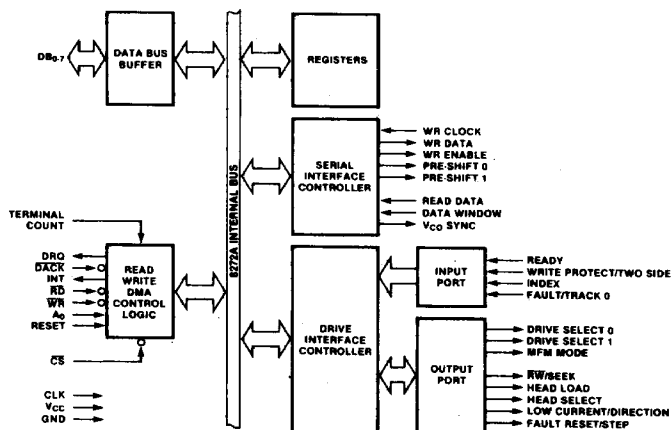 DB0-7
DATA BUS
BUFFER
REGISTERS
8272A INTERNAL BUS
SERIAL
INTERFACE
CONTROLLER
WR CLOCK
WR DATA
WR ENABLE
PRE-SHIFT 0
PRE-SHIFT 1
READ DATA
DATA WINDOW
VCO SYNC
TERMINAL
COUNT
DRQ
DACK
INT
RD
WR
A0
RESET
CS
READ
WRITE
DMA
CONTROL
LOGIC
DRIVE
INTERFACE
CONTROLLER
INPUT
PORT
READY
WRITE PROTECT/TWO SIDE
INDEX
FAULT/TRACK 0
OUTPUT
PORT
DRIVE SELECT 0
DRIVE SELECT 1
MFM MODE
RW/SEEK
HEAD LOAD
HEAD SELECT
LOW CURRENT/DIRECTION
FAULT RESET/STEP
CLK
VCC
GND